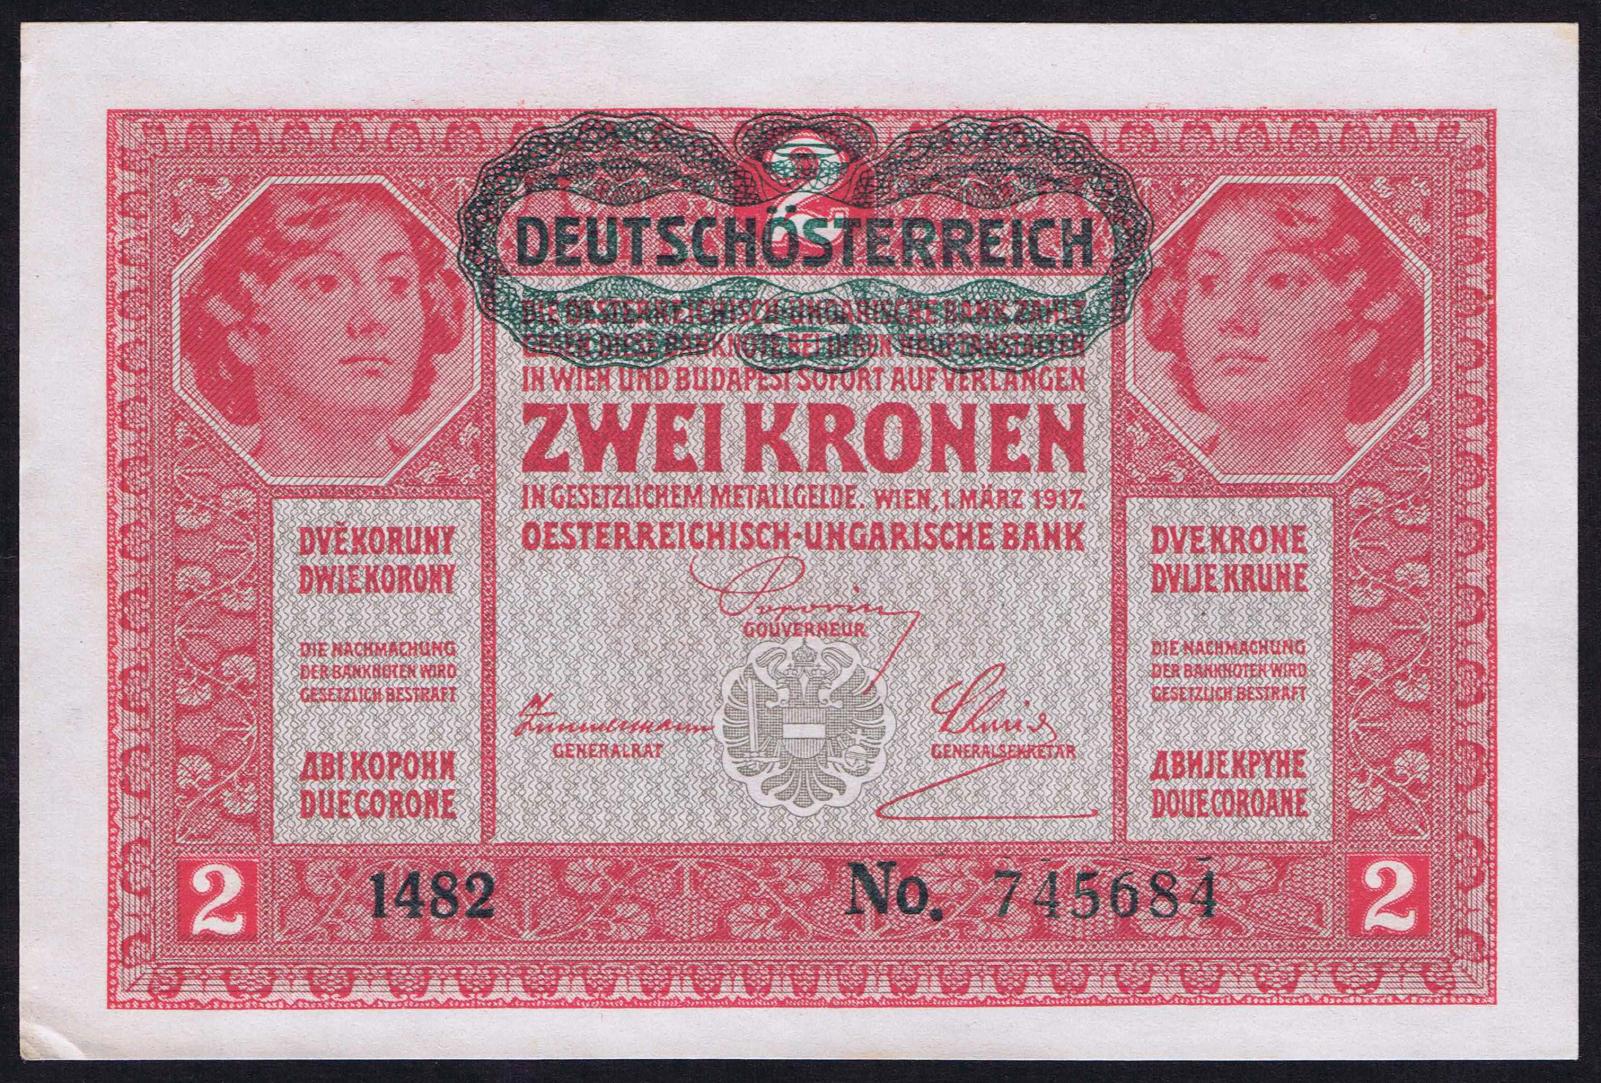 2
DEUTSCHÖSTERREICH
DIE OESTERREICHISCH-UNGARISCHE BANK ZAHLT
GEGEN DIESE BANKNOTE BEI IHREN HAUPTANSTALTEN
IN WIEN UND BUDAPEST SOFORT AUF VERLANGEN
ZWEI KRONEN
IN GESETZLICHEM METALLGELDE. WIEN, 1. MÄRZ 1917.
OESTERREICHISCH-UNGARISCHE BANK
GOUVERNEUR
Zimmermann
GENERALRAT
Schmid
GENERALSEKRETÄR
DVĚ KORUNY
DWIE KORONY
DIE NACHMACHUNG
DER BANKNOTEN WIRD
GESETZLICH BESTRAFT
ДВІ КОРОНИ
DUE CORONE
DVE KRONE
DVIJE KRUNE
DIE NACHMACHUNG
DER BANKNOTEN WIRD
GESETZLICH BESTRAFT
ДВИЈЕ КРУНЕ
DOUE COROANE
2
1482
No. 745684
2